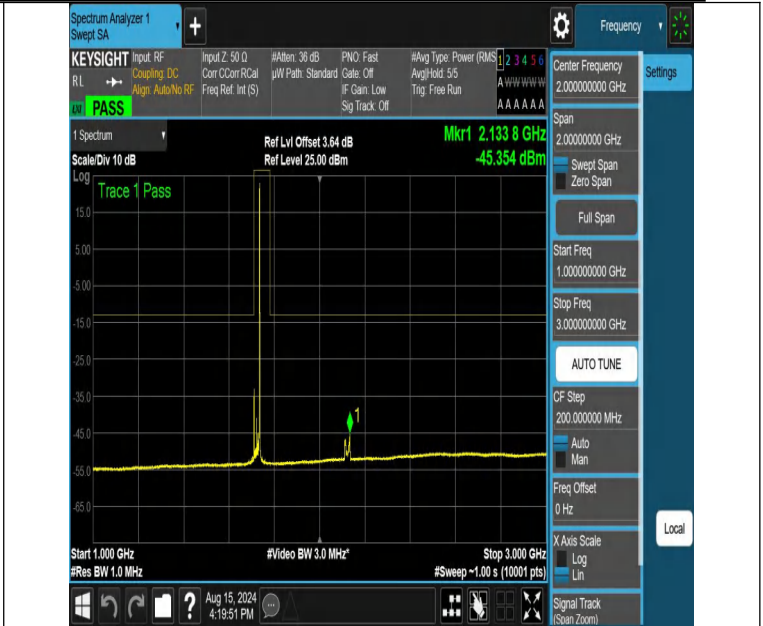 Spectrum Analyzer 1
Swept SA
+
Frequency
KEYSIGHT
RL
PASS
Input: RF
Coupling: DC
Align: Auto/No RF
Input Z: 50 Ω
Corr CCorr RCal
Freq Ref: Int (S)
#Atten: 36 dB
µW Path: Standard
PNO: Fast
Gate: Off
IF Gain: Low
Sig Track: Off
#Avg Type: Power (RMS
Avg|Hold: 5/5
Trig: Free Run
1 2 3 4 5 6
A W W W W W
A A A A A A
1 Spectrum
Scale/Div 10 dB
Ref Lvl Offset 3.64 dB
Ref Level 25.00 dBm
Mkr1 2.133 8 GHz
-45.354 dBm
Log
Trace 1 Pass
15.0
5.00
-5.00
-15.0
-25.0
-35.0
-45.0
-55.0
-65.0
1
Start 1.000 GHz
#Res BW 1.0 MHz
#Video BW 3.0 MHz*
Stop 3.000 GHz
#Sweep ~1.00 s (10001 pts)
Center Frequency
2.000000000 GHz
Settings
Span
2.00000000 GHz
Swept Span
Zero Span
Full Span
Start Freq
1.000000000 GHz
Stop Freq
3.000000000 GHz
AUTO TUNE
CF Step
200.000000 MHz
Auto
Man
Freq Offset
0 Hz
X Axis Scale
Log
Lin
Local
Signal Track
(Span Zoom)
?
Aug 15, 2024
4:19:51 PM